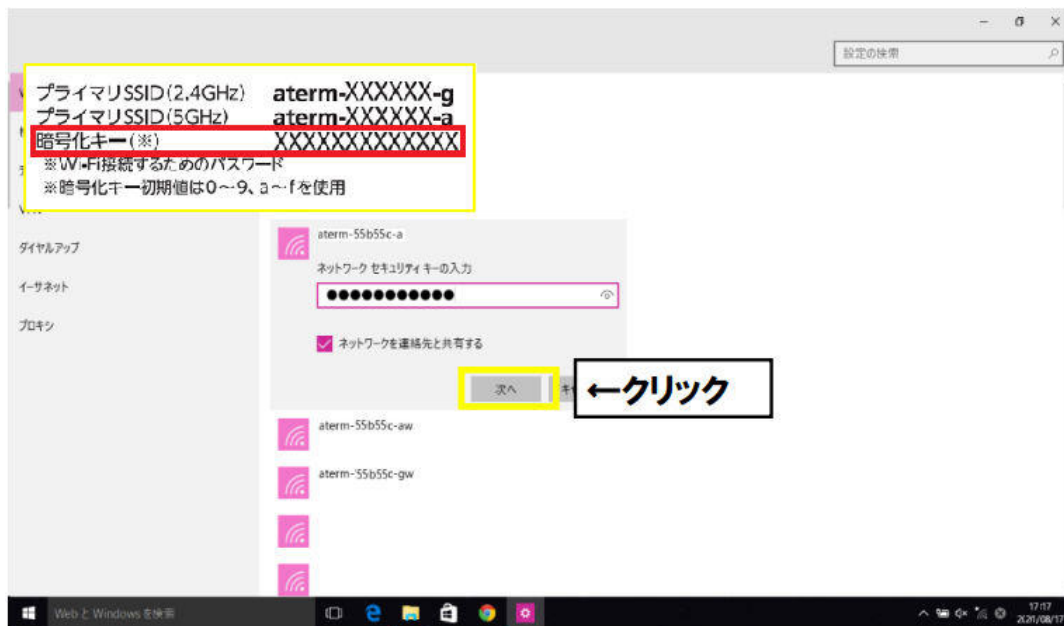 設定の検索
プライマリSSID(2.4GHz) aterm-XXXXXX-g
プライマリSSID(5GHz) aterm-XXXXXX-a
暗号化キー(※) XXXXXXXXXXXXX
※Wi-Fi接続するためのパスワード
※暗号化キー初期値は0～9、a～fを使用
ダイヤルアップ
イーサネット
プロキシ
aterm-55b55c-a
ネットワーク セキュリティ キーの入力
●●●●●●●●●●●
ネットワークを連絡先と共有する
次へ
←クリック
aterm-55b55c-aw
aterm-55b55c-gw
Web と Windows を検索
17:17
2021/08/17